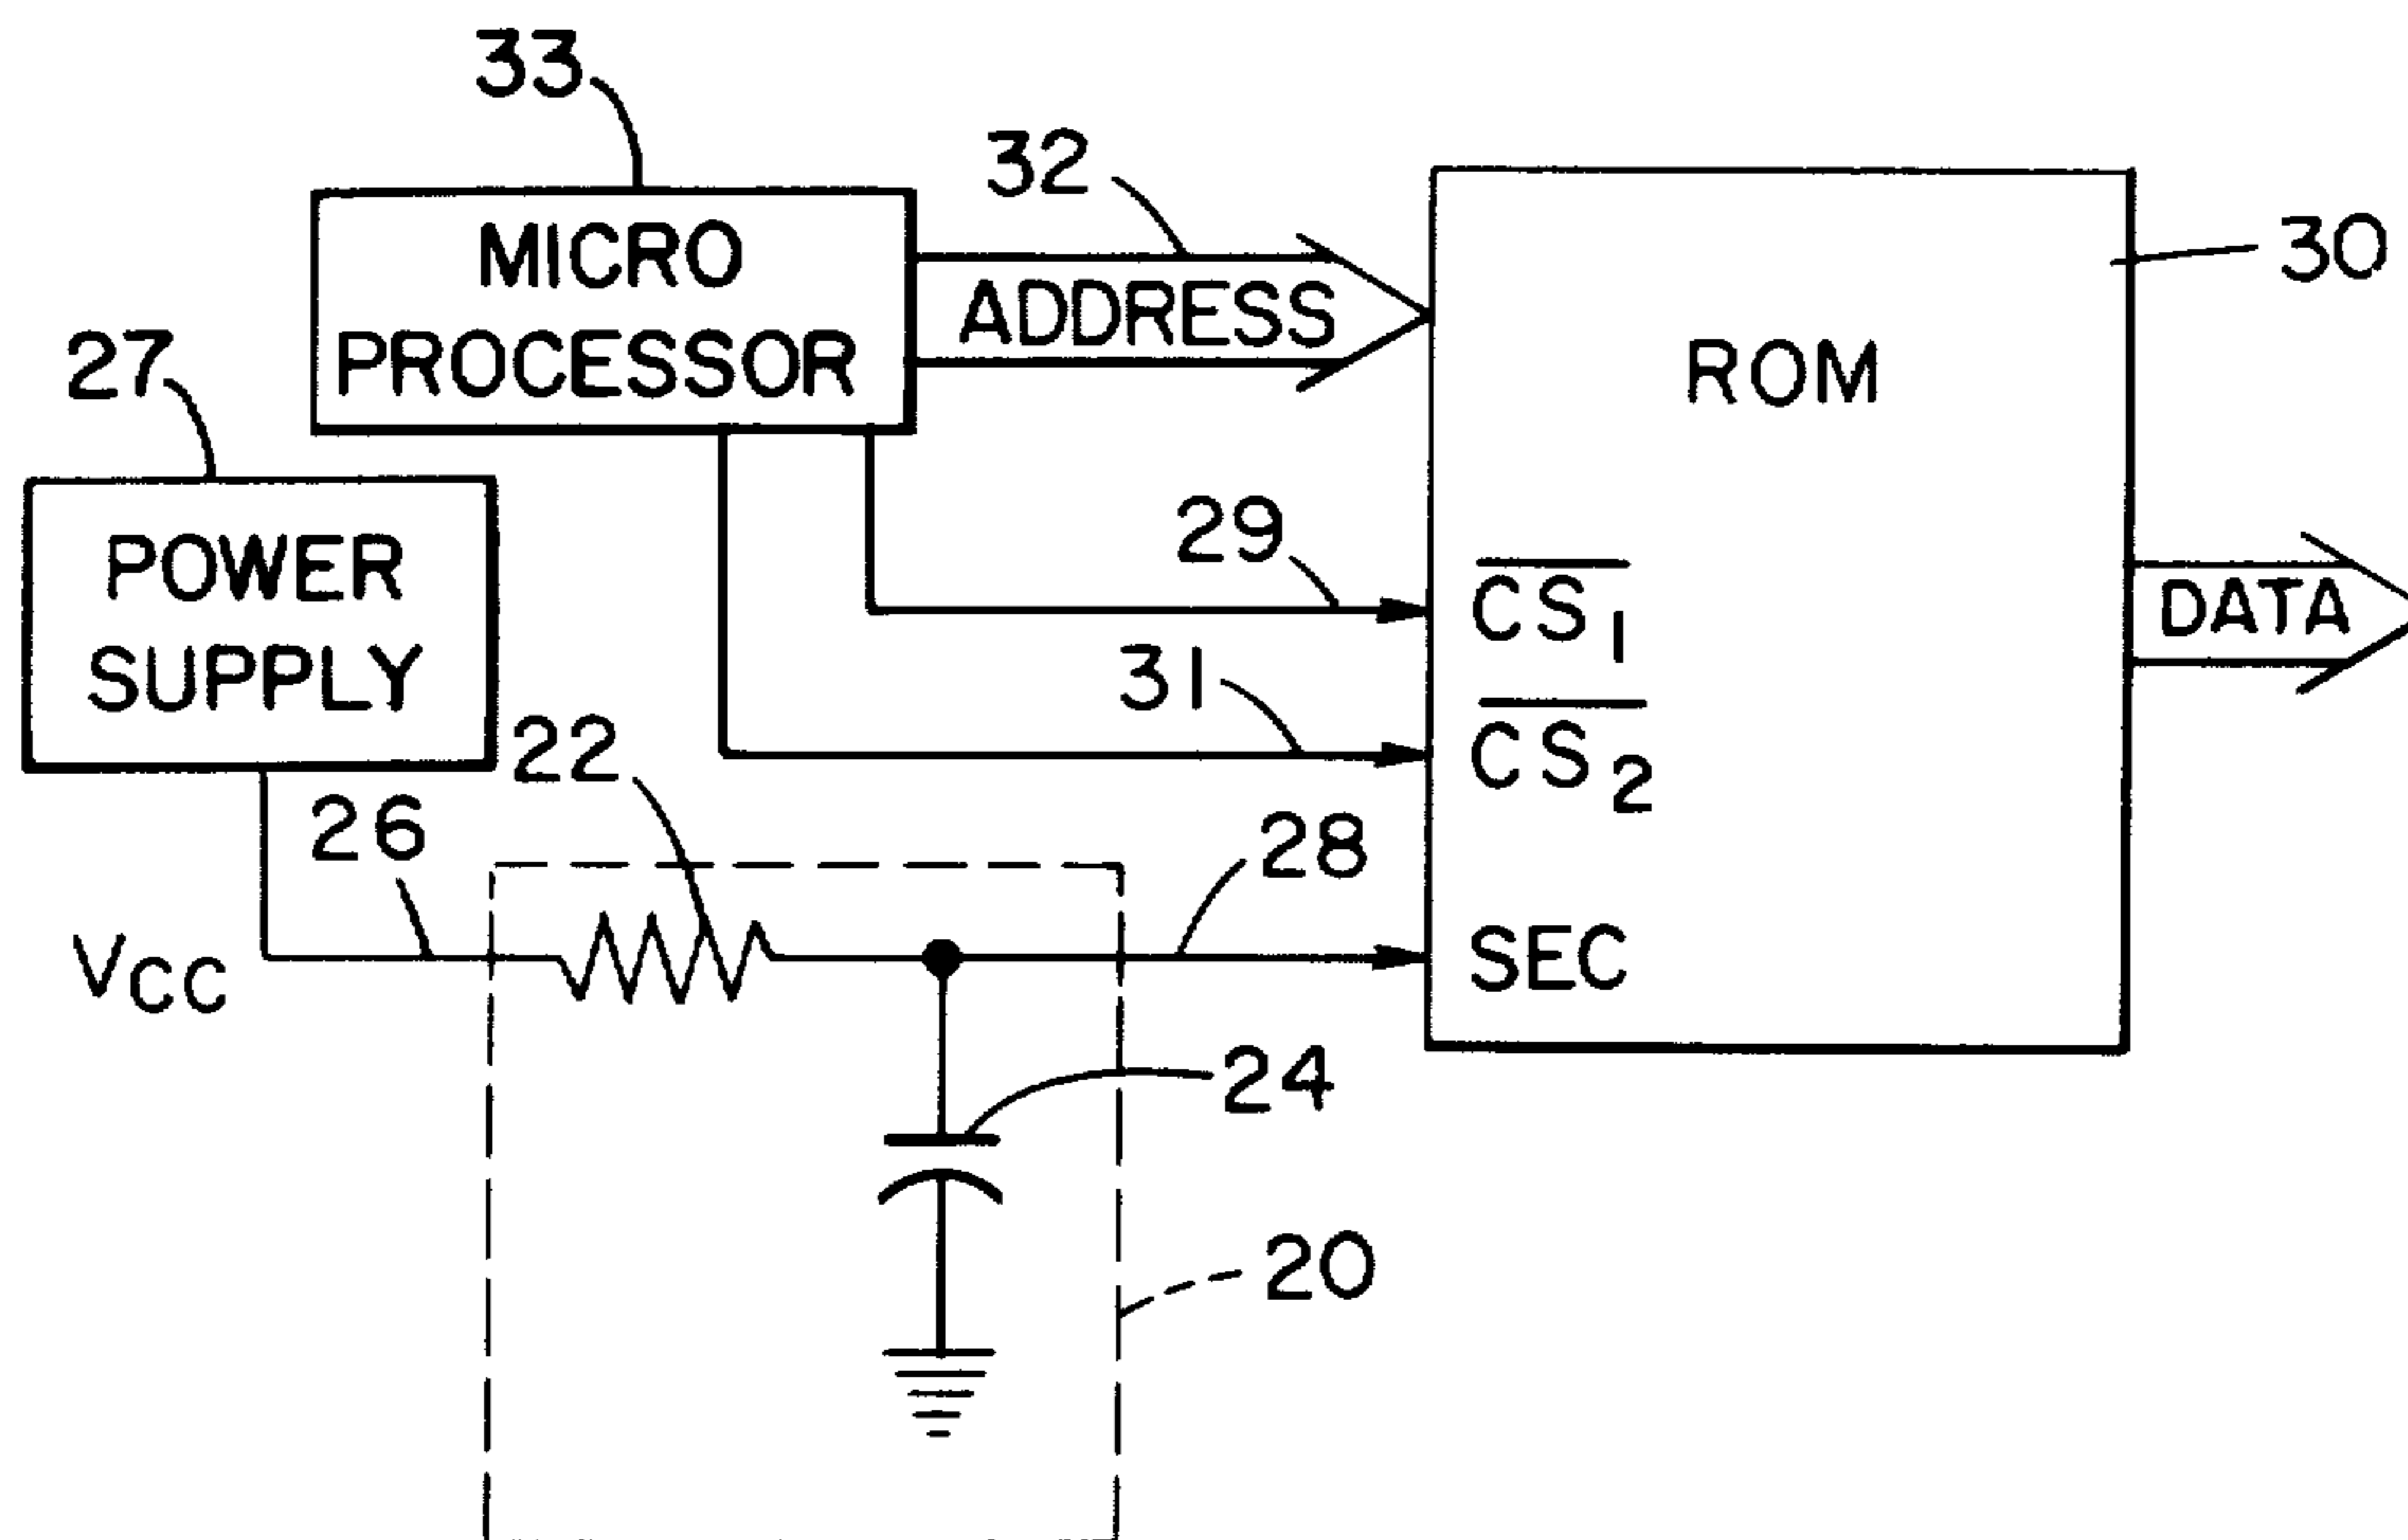 33
32
MICRO
PROCESSOR
ADDRESS
ROM
30
27
POWER
SUPPLY
29
CS1
DATA
31
CS2
22
26
28
VCC
SEC
24
20